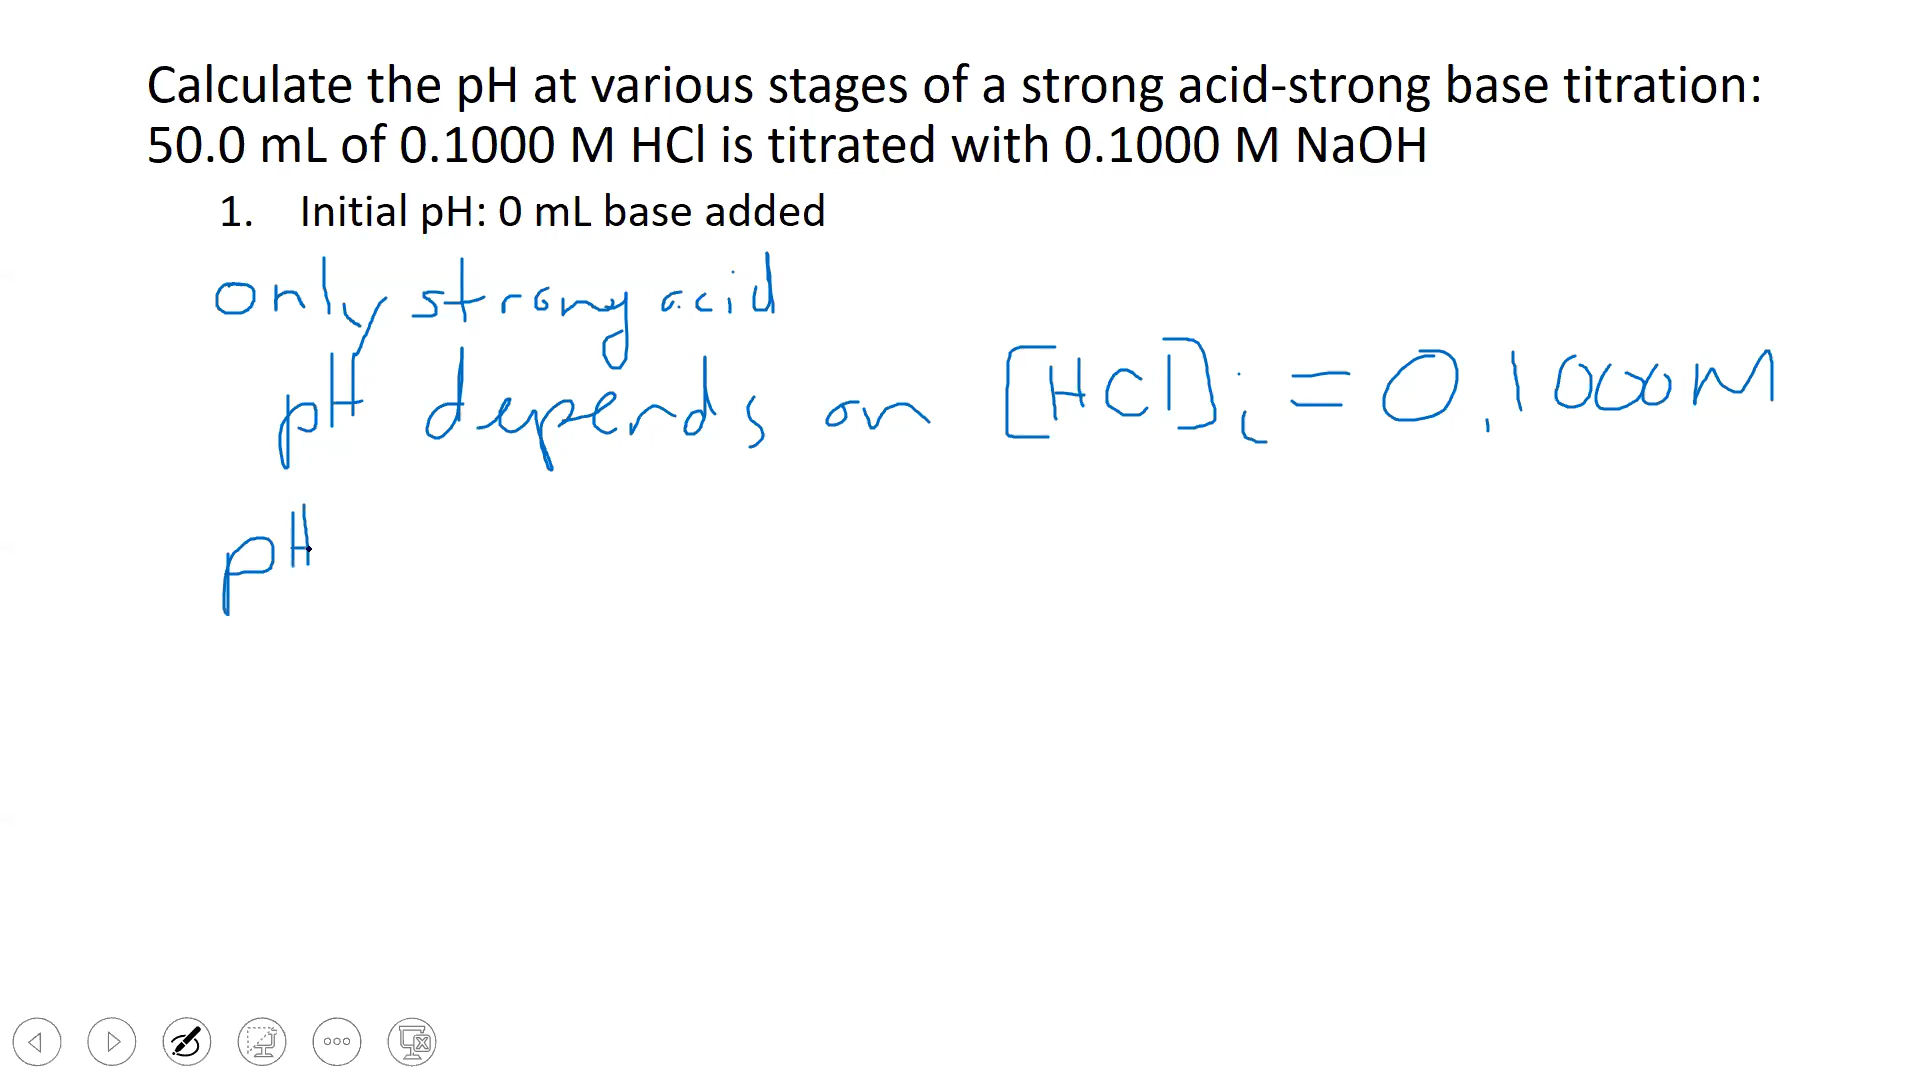 Calculate the pH at various stages of a strong acid-strong base titration:
50.0 mL of 0.1000 M HCl is titrated with 0.1000 M NaOH
1. Initial pH: 0 mL base added
only strong acid
pH depends on [HCl]i = 0.1000M
pH